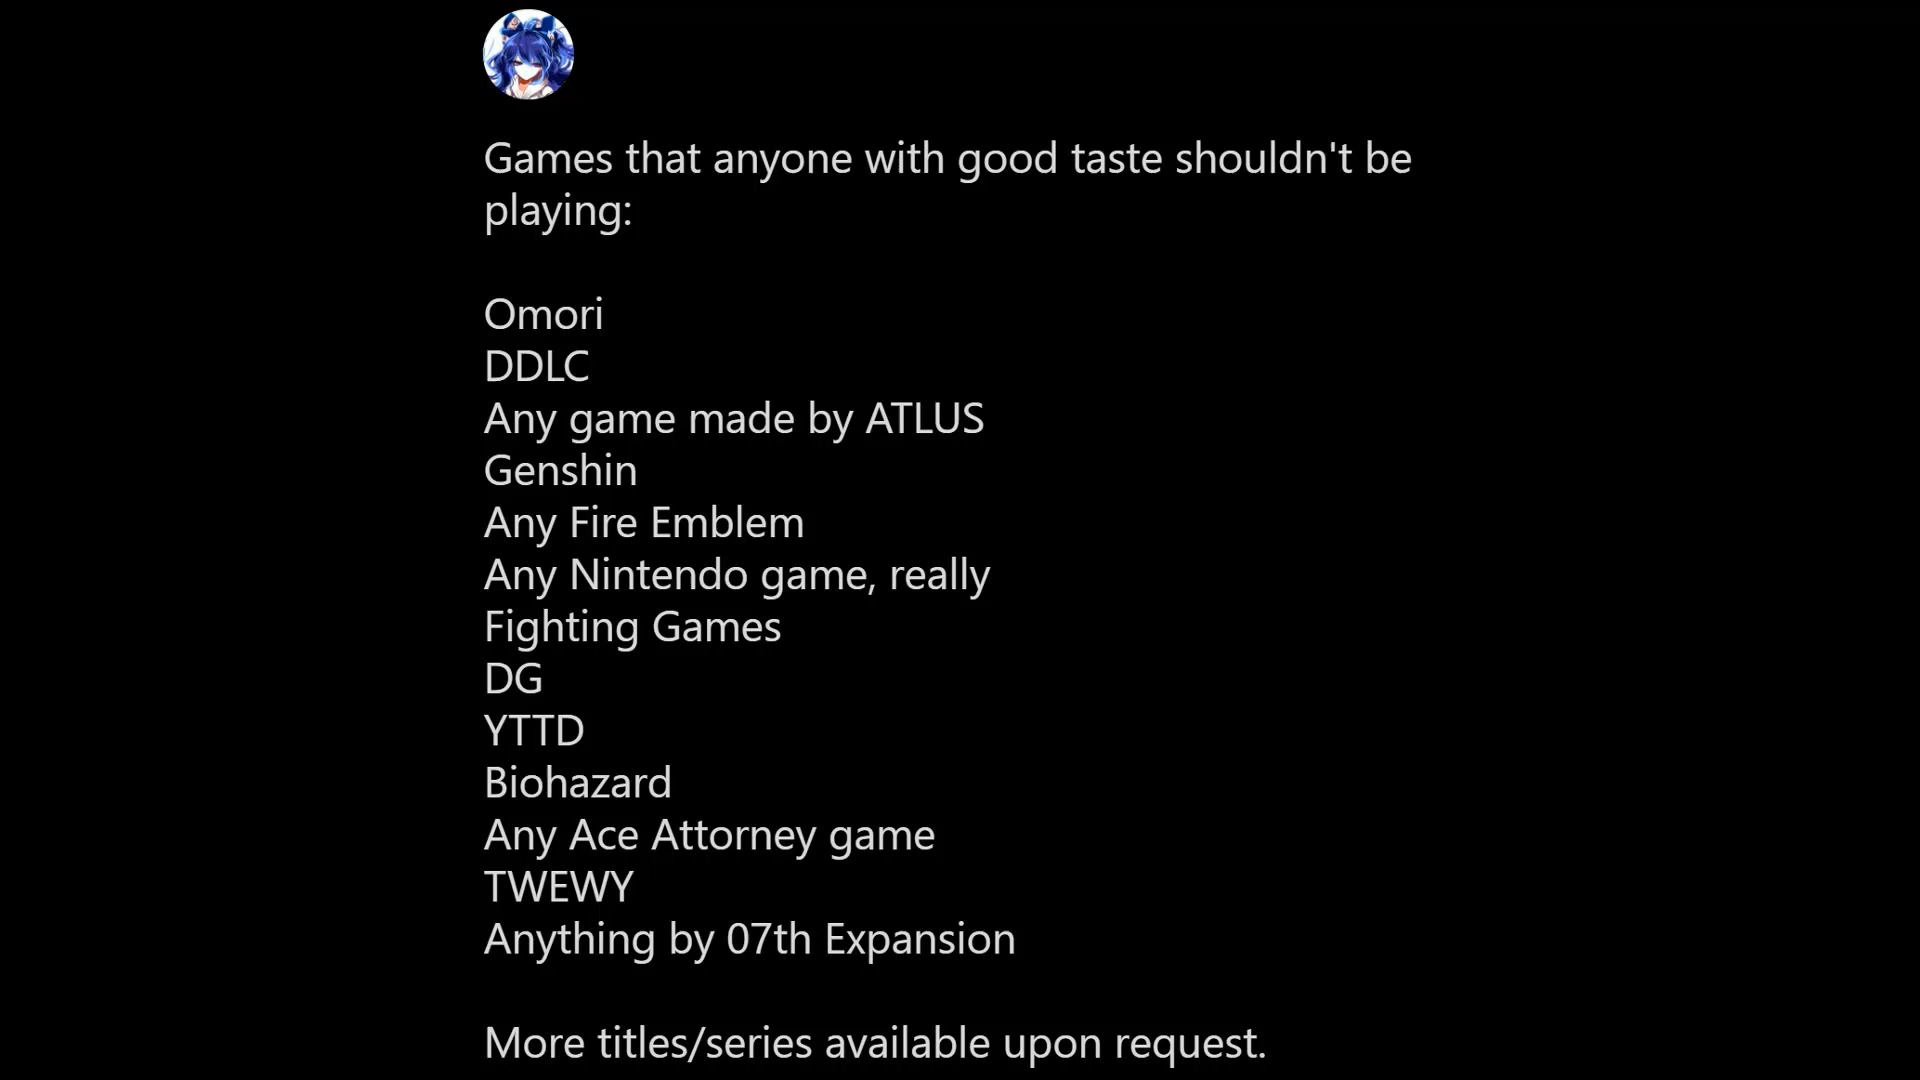 Games that anyone with good taste shouldn't be
playing:
Omori
DDLC
Any game made by ATLUS
Genshin
Any Fire Emblem
Any Nintendo game, really
Fighting Games
DG
YTTD
Biohazard
Any Ace Attorney game
TWEWY
Anything by 07th Expansion
More titles/series available upon request.